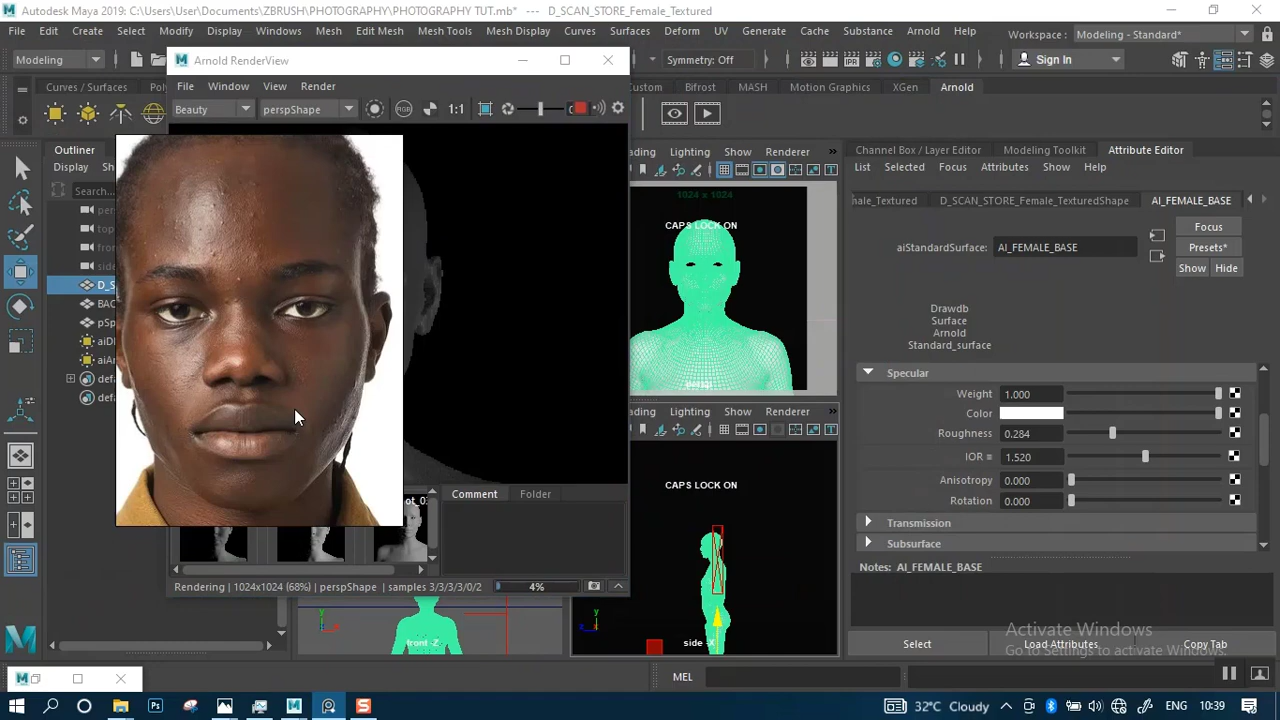 Autodesk Maya 2019: C:\Users\User\Documents\ZBRUSH\PHOTOGRAPHY\PHOTOGRAPHY TUT.mb*   ---   D_SCAN_STORE_Female_Textured
File Edit Create Select Modify Display Windows Mesh Edit Mesh Mesh Tools Mesh Display Curves Surfaces Deform UV Generate Cache Substance Arnold Help
Workspace : Modeling - Standard*
Modeling
Arnold RenderView
Symmetry: Off
Sign In
Curves / Surfaces
Custom Bifrost MASH Motion Graphics XGen Arnold
File Window View Render
Beauty perspShape 1:1
Outliner
Display
Search...
Lighting Show Renderer
1024 x 1024
CAPS LOCK ON
persp
Channel Box / Layer Editor Modeling Toolkit Attribute Editor
List Selected Focus Attributes Show Help
male_Textured D_SCAN_STORE_Female_TexturedShape AI_FEMALE_BASE
Focus
aiStandardSurface: AI_FEMALE_BASE
Presets*
Show Hide
Drawdb
Surface
Arnold
Standard_surface
Specular
Weight 1.000
Color
Roughness 0.284
IOR 1.520
Anisotropy 0.000
Rotation 0.000
Transmission
Subsurface
Notes: AI_FEMALE_BASE
Select Load Attributes Copy Tab
Activate Windows
Go to Settings to activate Windows.
Lighting Show Renderer
CAPS LOCK ON
side -X
front -Z
Comment Folder
Rendering | 1024x1024 (68%) | perspShape | samples 3/3/3/3/0/2
4%
MEL
32°C Cloudy
ENG 10:39